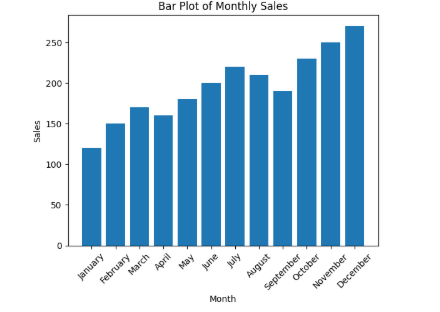 Bar Plot of Monthly Sales
250
200
150
100
50
0
Sales
January
February
March
April
May
June
July
August
September
October
November
December
Month